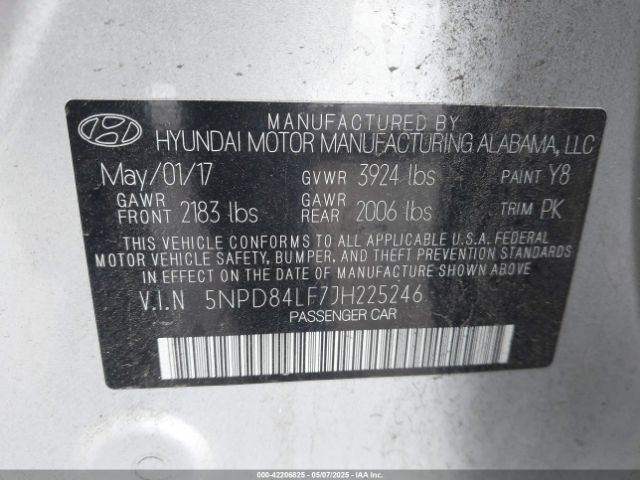 MANUFACTURED BY
HYUNDAI MOTOR MANUFACTURING ALABAMA, LLC
May/01/17 GVWR 3924 lbs PAINT Y8
GAWR FRONT 2183 lbs GAWR REAR 2006 lbs TRIM PK
THIS VEHICLE CONFORMS TO ALL APPLICABLE U.S.A. FEDERAL
MOTOR VEHICLE SAFETY, BUMPER, AND THEFT PREVENTION STANDARDS
IN EFFECT ON THE DATE OF MANUFACTURE SHOWN ABOVE.
V.I.N 5NPD84LF7JH225246
PASSENGER CAR
000-42206825 - 05/07/2025 - IAAI.COM